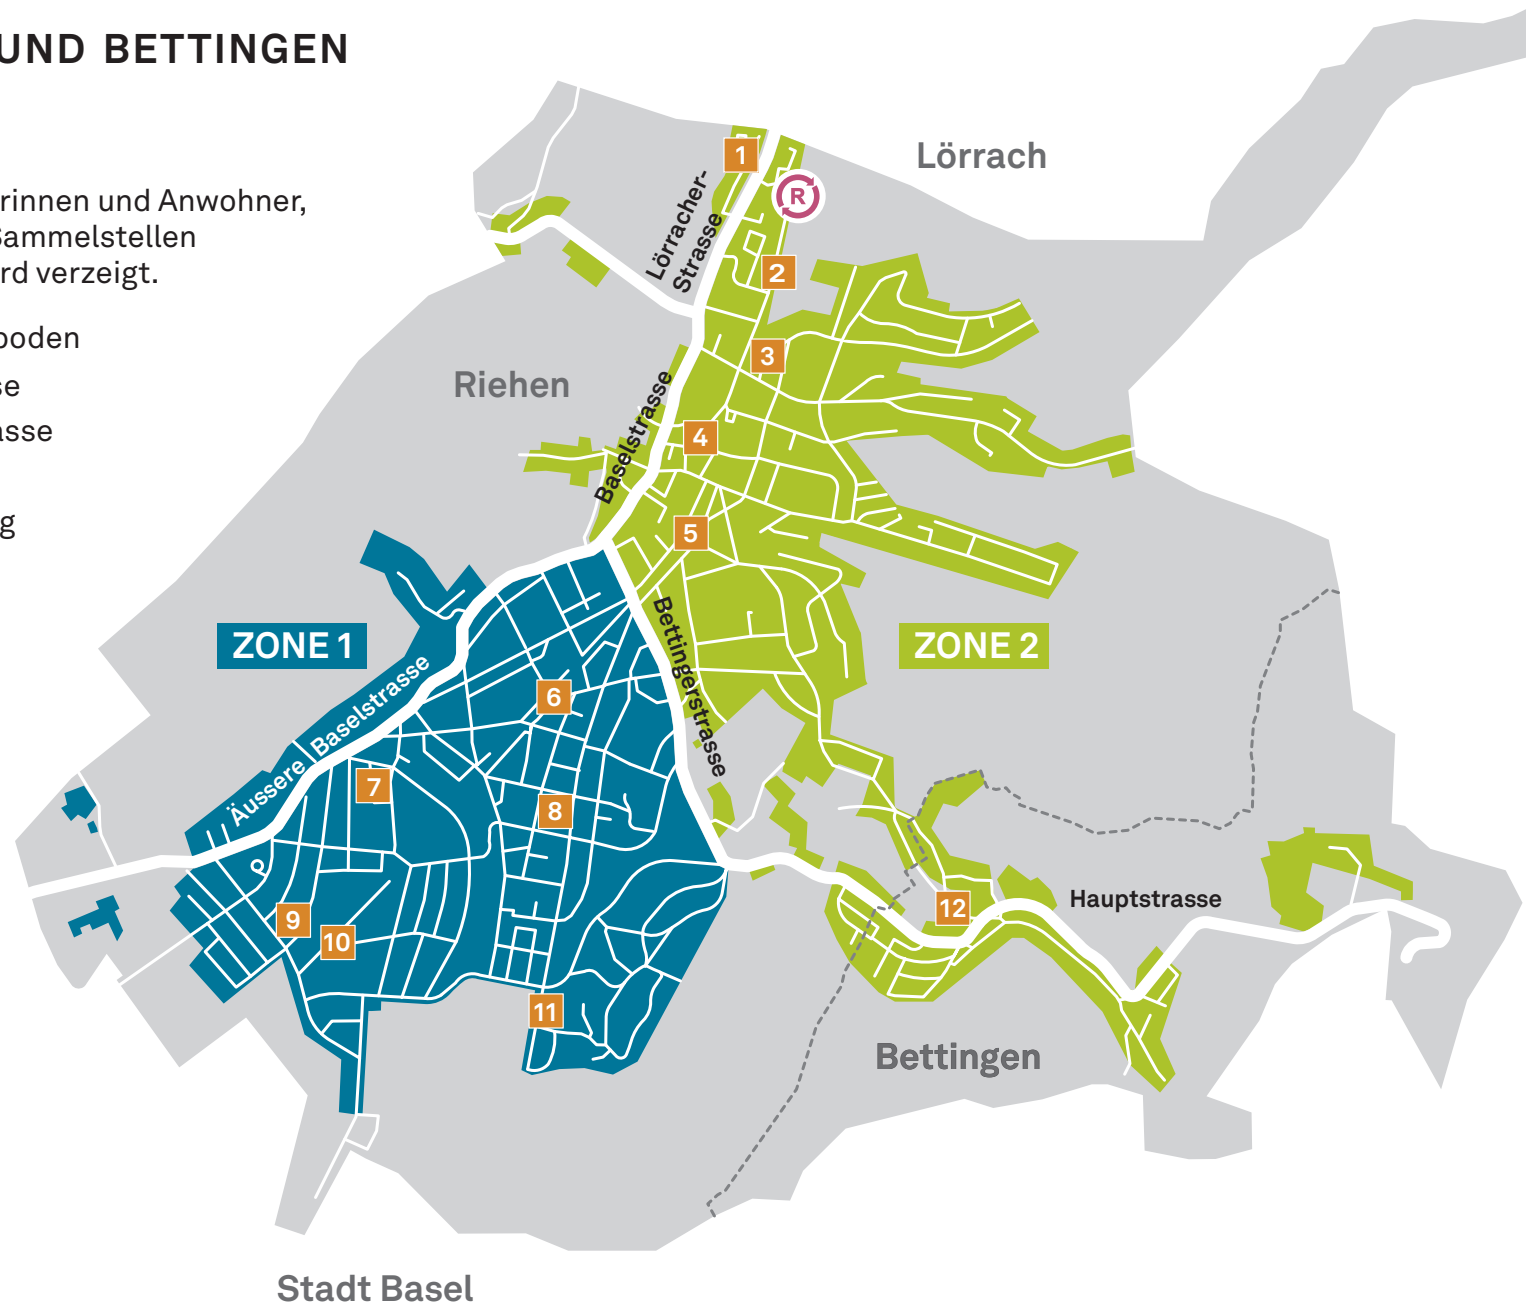 UND BETTINGEN
rinnen und Anwohner,
Sammelstellen
rd verzeigt.
boden
se
asse
g
Lörrach
1
R
Lörracher-
Strasse
2
3
Riehen
Baselstrasse
4
5
ZONE 1
ZONE 2
Bettingerstrasse
Äussere Baselstrasse
6
7
8
9
10
11
12
Hauptstrasse
Bettingen
Stadt Basel